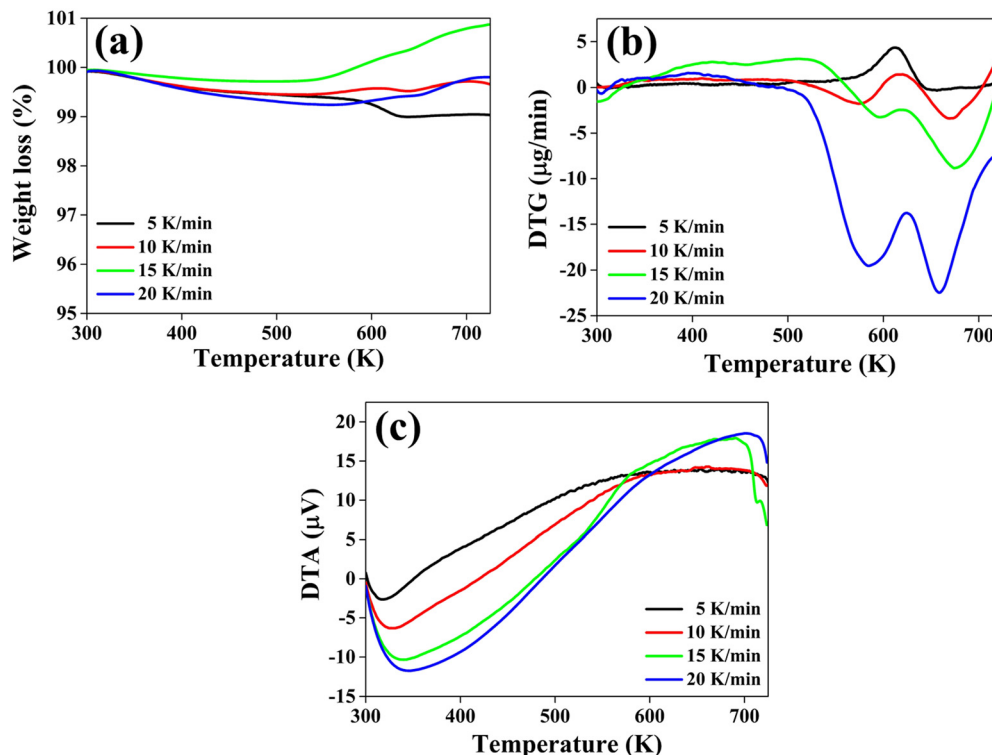 (a)
101
100
99
98
97
96
95
Weight loss (%)
5 K/min
10 K/min
15 K/min
20 K/min
300 400 500 600 700
Temperature (K)
(b)
5
0
-5
-10
-15
-20
-25
DTG (μg/min)
5 K/min
10 K/min
15 K/min
20 K/min
300 400 500 600 700
Temperature (K)
(c)
20
15
10
5
0
-5
-10
-15
DTA (μV)
5 K/min
10 K/min
15 K/min
20 K/min
300 400 500 600 700
Temperature (K)